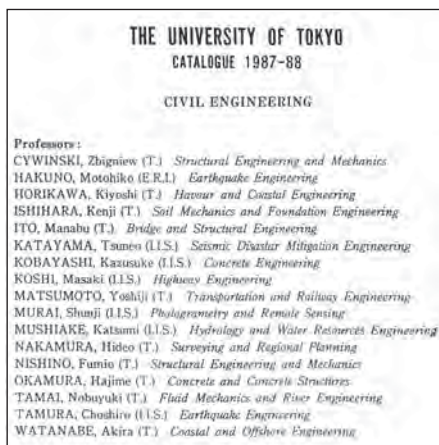 THE UNIVERSITY OF TOKYO
CATALOGUE 1987-88
CIVIL ENGINEERING
Professors :
CYWINSKI, Zbigniew (T.) Structural Engineering and Mechanics
HAKUNO, Motohiko (E.R.I.) Earthquake Engineering
HORIKAWA, Kiyoshi (T.) Havour and Coastal Engineering
ISHIHARA, Kenji (T.) Soil Mechanics and Foundation Engineering
ITO, Manabu (T.) Bridge and Structural Engineering
KATAYAMA, Tsuneo (I.I.S.) Seismic Disastar Mitigation Engineering
KOBAYASHI, Kazusuke (I.I.S.) Concrete Engineering
KOSHI, Masaki (I.I.S.) Highway Engineering
MATSUMOTO, Yoshiji (T.) Transportation and Railway Engineering
MURAI, Shunji (I.I.S.) Photogrametry and Remote Sensing
MUSHIAKE, Katsumi (I.I.S.) Hydrology and Water Resources Engineering
NAKAMURA, Hideo (T.) Surveying and Regional Planning
NISHINO, Fumio (T.) Structural Engineering and Mechanics
OKAMURA, Hajime (T.) Concrete and Concrete Structures
TAMAI, Nobuyuki (T.) Fluid Mechanics and River Engineering
TAMURA, Choshiro (I.I.S.) Earthquake Engineering
WATANABE, Akira (T.) Coastal and Offshore Engineering